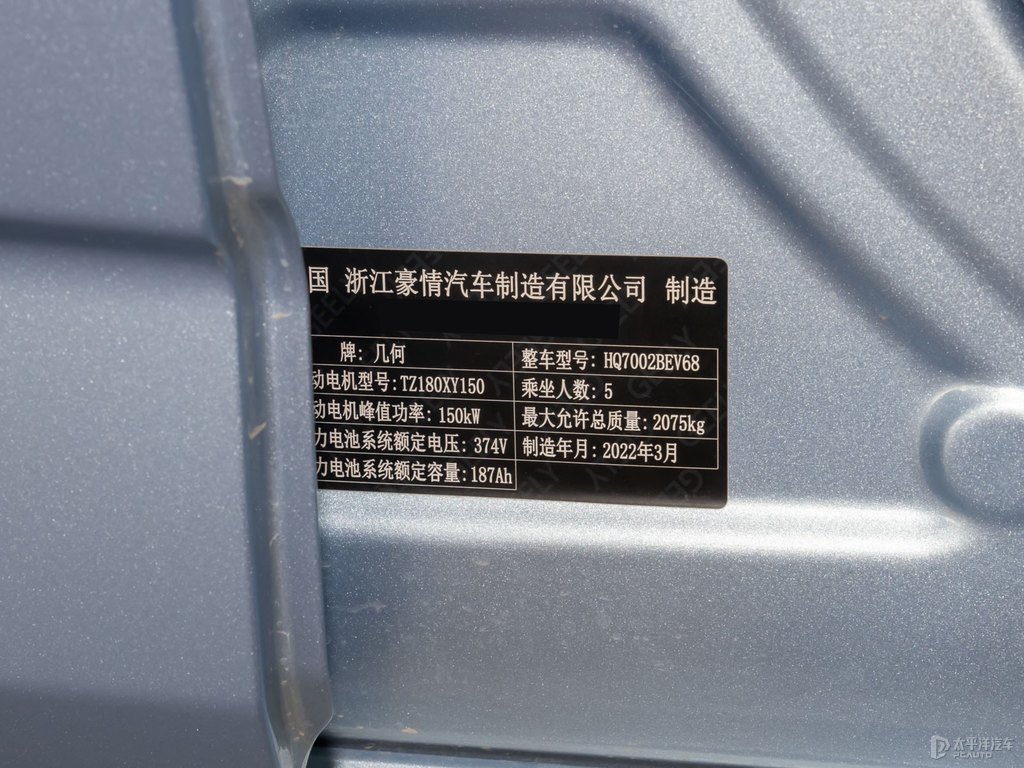 国 浙江豪情汽车制造有限公司 制造
牌: 几何
整车型号: HQ7002BEV68
动电机型号:TZ180XY150
乘坐人数: 5
动电机峰值功率: 150kW
最大允许总质量: 2075kg
力电池系统额定电压: 374V
制造年月: 2022年3月
力电池系统额定容量:187Ah
GEELY
太平洋汽车
PCAUTO